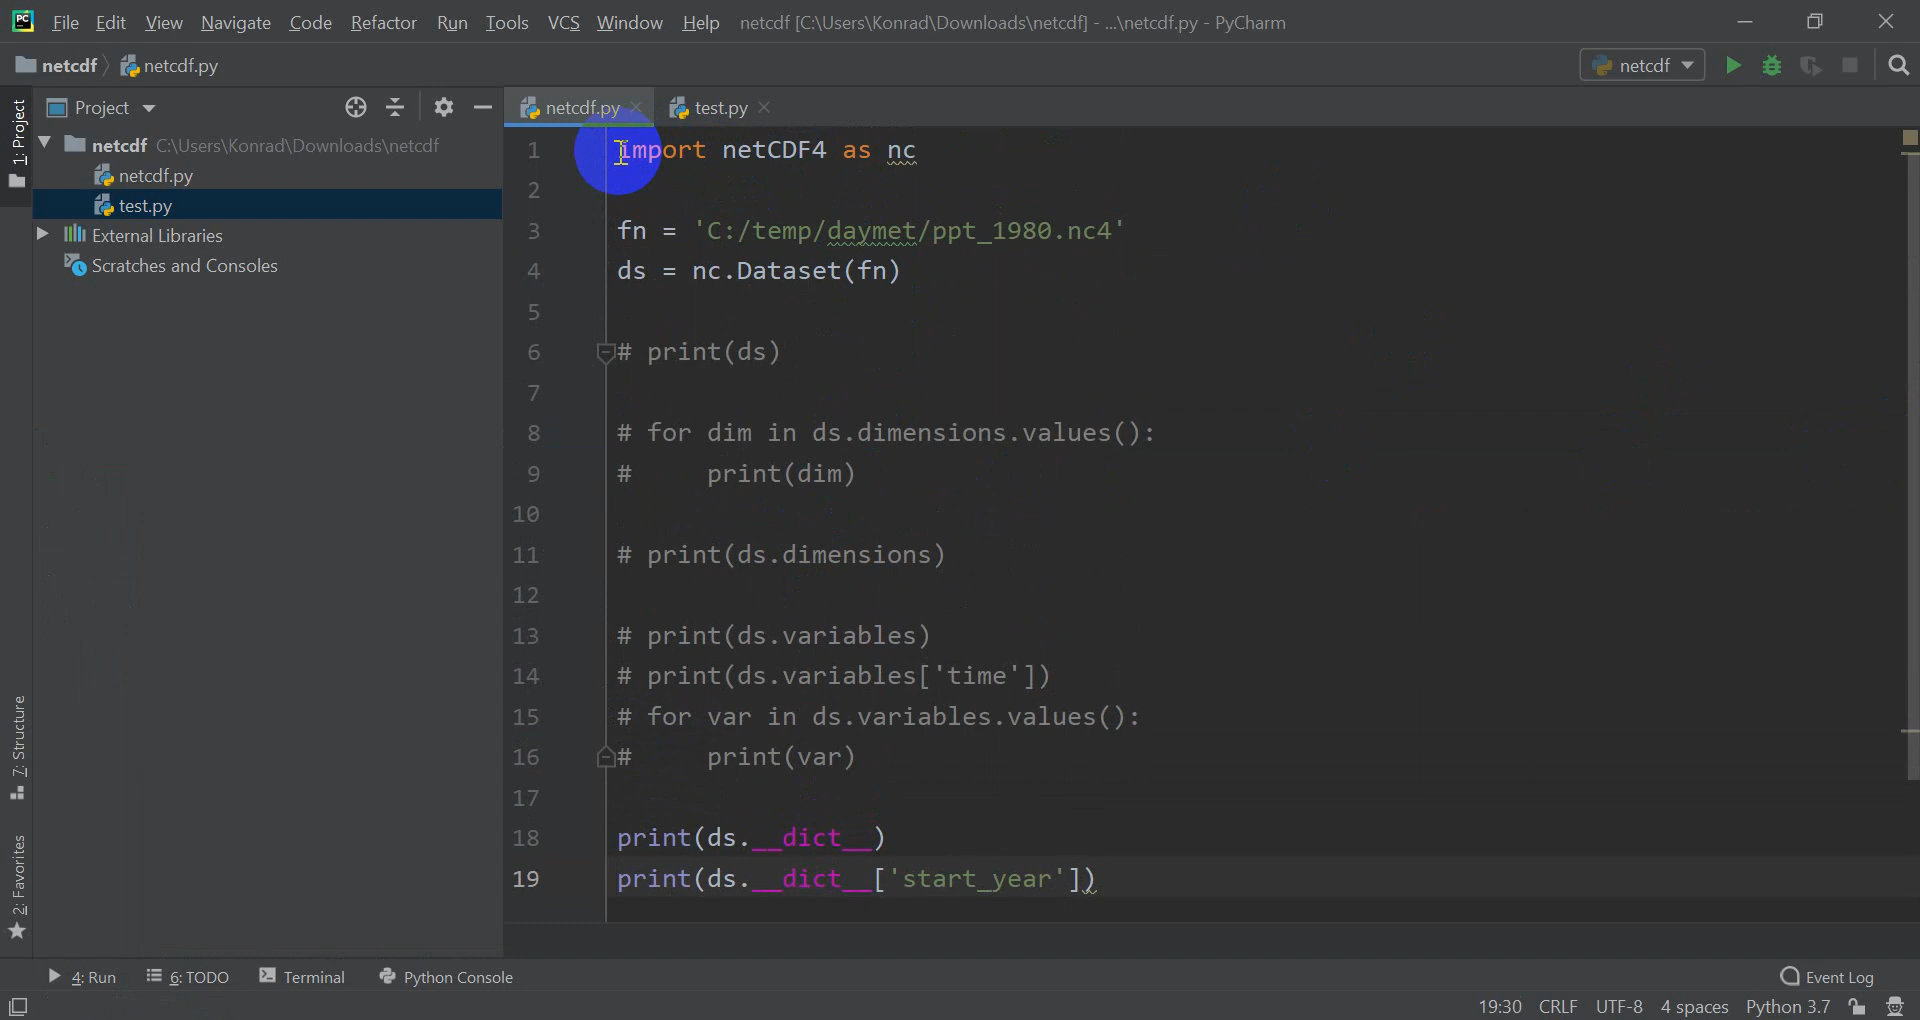 PC File Edit View Navigate Code Refactor Run Tools VCS Window Help netcdf [C:\Users\Konrad\Downloads\netcdf] - ...\netcdf.py - PyCharm
netcdf netcdf.py netcdf
1: Project
Project
netcdf.py test.py
netcdf C:\Users\Konrad\Downloads\netcdf
netcdf.py
test.py
External Libraries
Scratches and Consoles
1 import netCDF4 as nc
2
3 fn = 'C:/temp/daymet/ppt_1980.nc4'
4 ds = nc.Dataset(fn)
5
6 # print(ds)
7
8 # for dim in ds.dimensions.values():
9 #     print(dim)
10
11 # print(ds.dimensions)
12
13 # print(ds.variables)
14 # print(ds.variables['time'])
15 # for var in ds.variables.values():
16 #     print(var)
17
18 print(ds.__dict__)
19 print(ds.__dict__['start_year'])
7: Structure
2: Favorites
4: Run 6: TODO Terminal Python Console Event Log
19:30 CRLF UTF-8 4 spaces Python 3.7